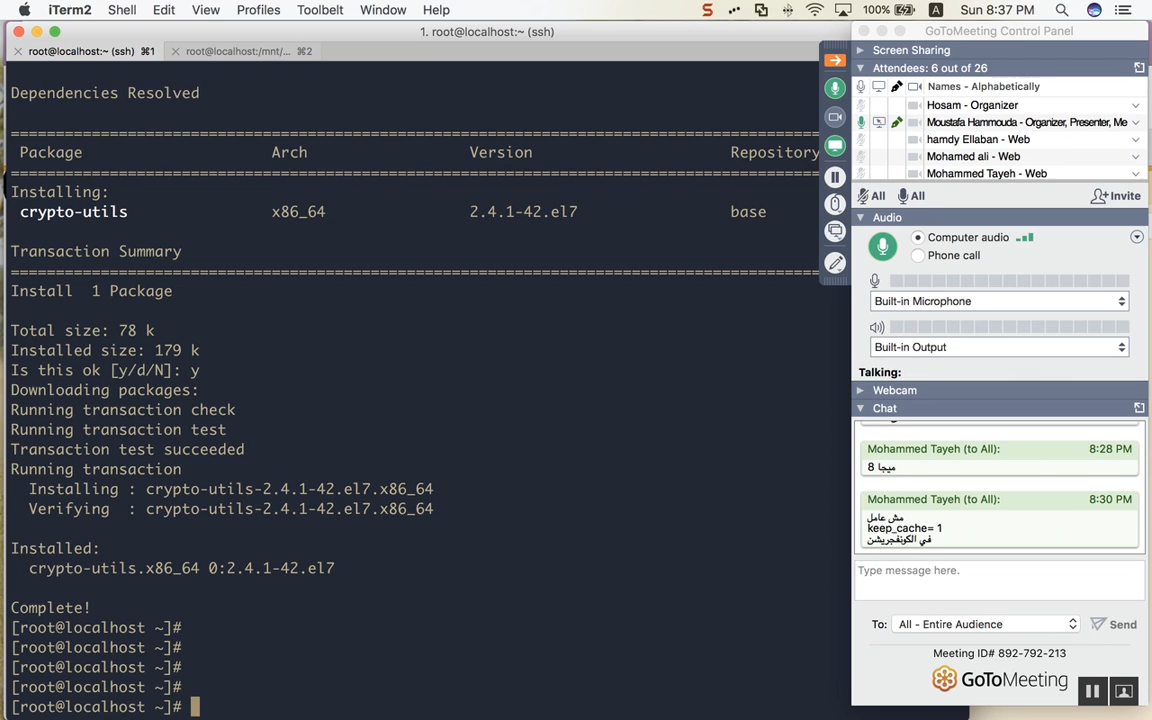 iTerm2 Shell Edit View Profiles Toolbelt Window Help 100% A Sun 8:37 PM
1. root@localhost:~ (ssh)
root@localhost:~ (ssh) ⌘1 root@localhost:/mnt/... ⌘2
Dependencies Resolved
================================================================================
Package Arch Version Repository
================================================================================
Installing:
crypto-utils x86_64 2.4.1-42.el7 base
Transaction Summary
================================================================================
Install 1 Package
Total size: 78 k
Installed size: 179 k
Is this ok [y/d/N]: y
Downloading packages:
Running transaction check
Running transaction test
Transaction test succeeded
Running transaction
Installing : crypto-utils-2.4.1-42.el7.x86_64
Verifying : crypto-utils-2.4.1-42.el7.x86_64
Installed:
crypto-utils.x86_64 0:2.4.1-42.el7
Complete!
[root@localhost ~]#
[root@localhost ~]#
[root@localhost ~]#
[root@localhost ~]#
[root@localhost ~]#
GoToMeeting Control Panel
Screen Sharing
Attendees: 6 out of 26
Names - Alphabetically
Hosam - Organizer
Moustafa Hammouda - Organizer, Presenter, Me
hamdy Ellaban - Web
Mohamed ali - Web
Mohammed Tayeh - Web
All All Invite
Audio
Computer audio
Phone call
Built-in Microphone
Built-in Output
Talking:
Webcam
Chat
Mohammed Tayeh (to All): 8:28 PM
8 ميجا
Mohammed Tayeh (to All): 8:30 PM
مش عامل
keep_cache= 1
في الكونفجريشن
Type message here.
To: All - Entire Audience Send
Meeting ID# 892-792-213
GoToMeeting